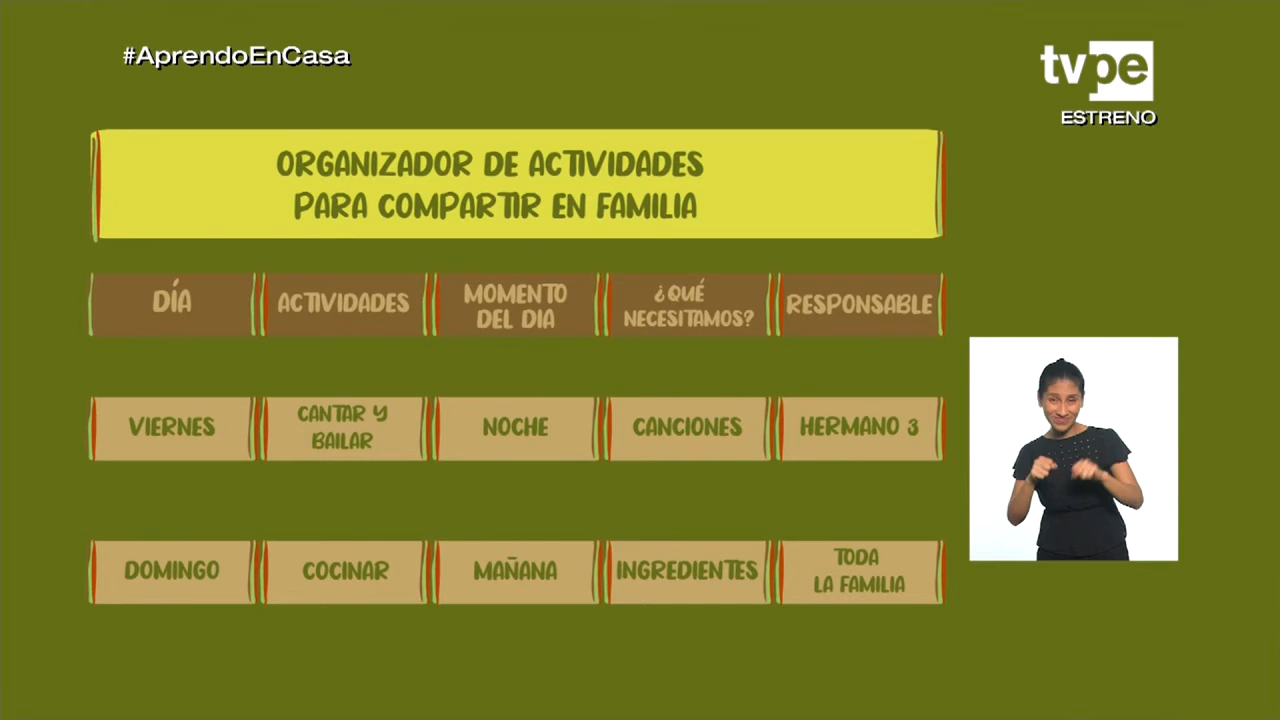 #AprendoEnCasa
tvpe
ESTRENO
ORGANIZADOR DE ACTIVIDADES
PARA COMPARTIR EN FAMILIA
DÍA
ACTIVIDADES
MOMENTO
DEL DIA
¿QUÉ
NECESITAMOS?
RESPONSABLE
VIERNES
CANTAR Y
BAILAR
NOCHE
CANCIONES
HERMANO 3
DOMINGO
COCINAR
MAÑANA
INGREDIENTES
TODA
LA FAMILIA